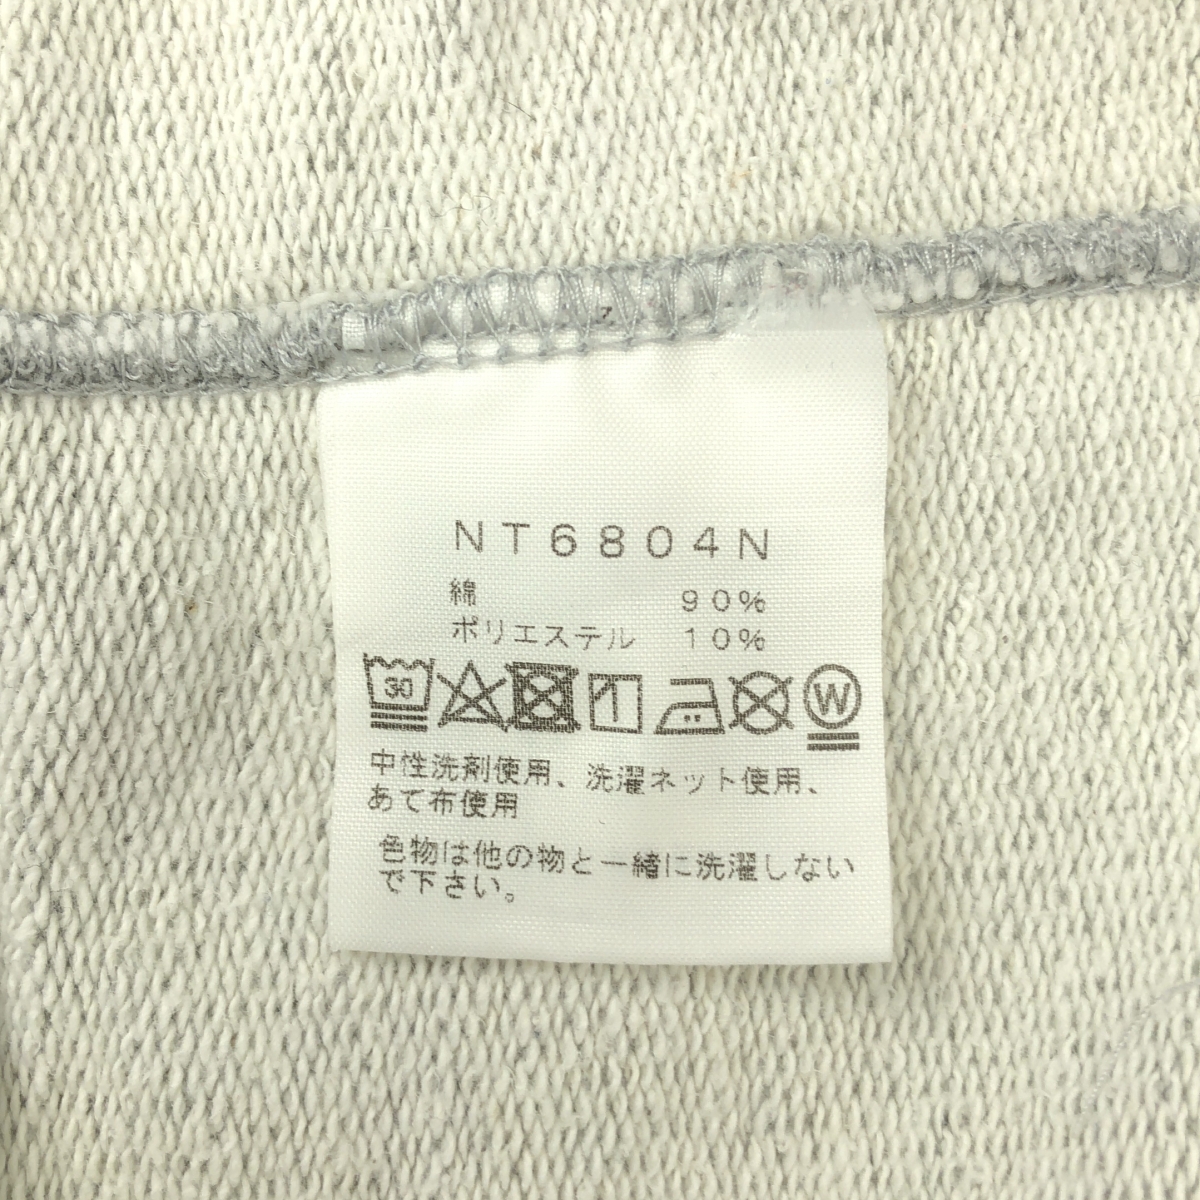 NT6804N
綿 90%
ポリエステル 10%
30 W
中性洗剤使用、洗濯ネット使用、
あて布使用
色物は他の物と一緒に洗濯しない
で下さい。